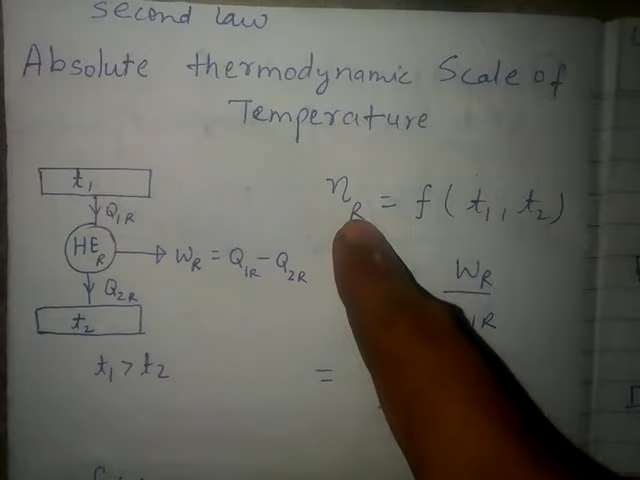 second law
Absolute thermodynamic Scale of
Temperature
t1
Q1R
HER
WR = Q1R - Q2R
Q2R
t2
t1 > t2
ηR = f ( t1, t2 )
WR
1R
=